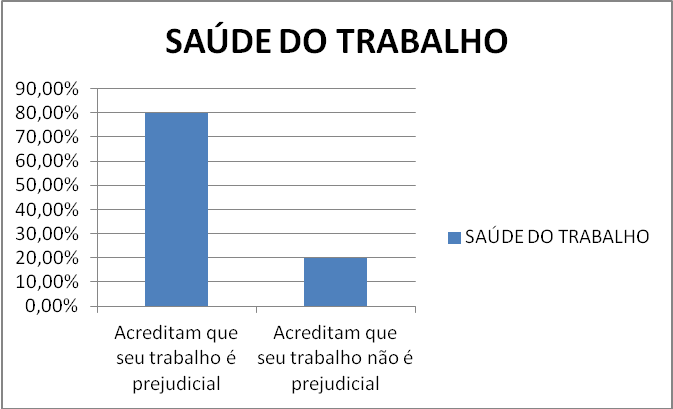 SAÚDE DO TRABALHO
90,00%
80,00%
70,00%
60,00%
50,00%
40,00%
30,00%
20,00%
10,00%
0,00%
Acreditam que
seu trabalho é
prejudicial
Acreditam que
seu trabalho não é
prejudicial
SAÚDE DO TRABALHO